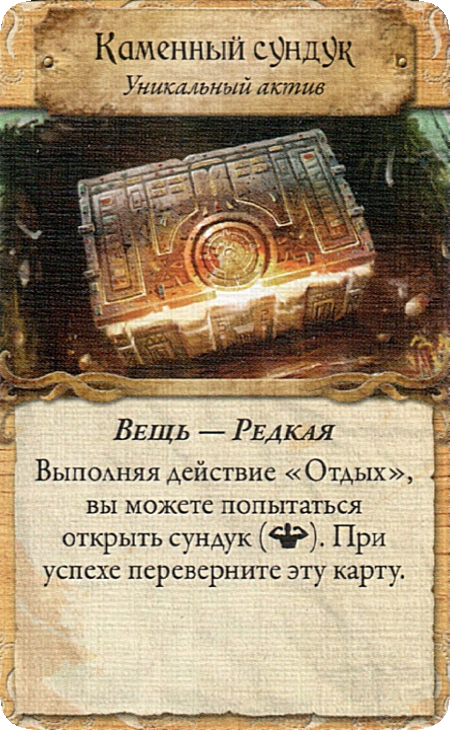 Каменный сундук
Уникальный актив
Вещь — Редкая
Выполняя действие «Отдых»,
вы можете попытаться
открыть сундук (). При
успехе переверните эту карту.